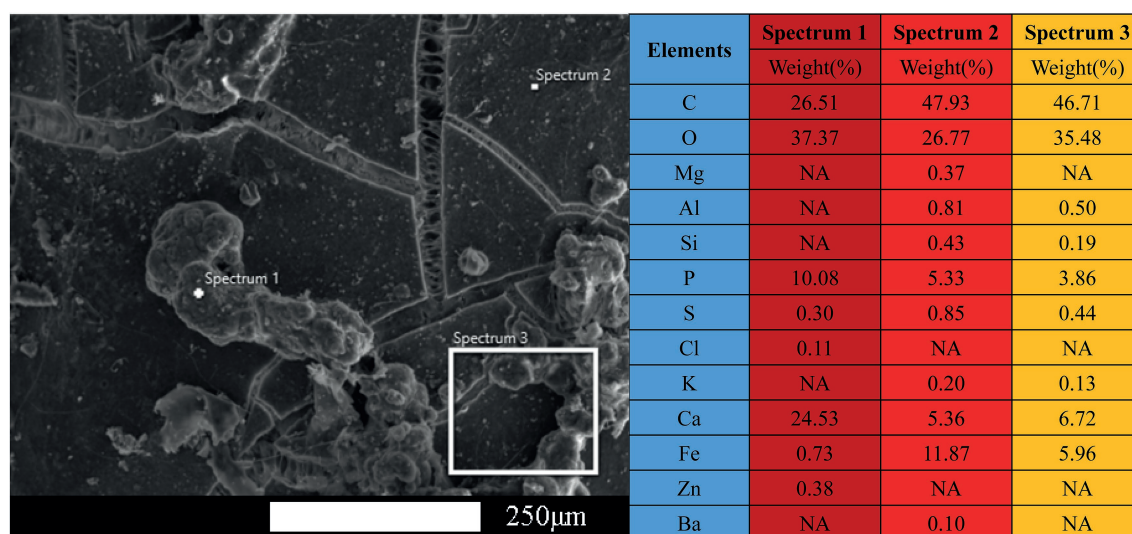 Spectrum 2
Spectrum 1
Spectrum 3
250μm
Elements Spectrum 1 Spectrum 2 Spectrum 3
Weight(%) Weight(%) Weight(%)
C 26.51 47.93 46.71
O 37.37 26.77 35.48
Mg NA 0.37 NA
Al NA 0.81 0.50
Si NA 0.43 0.19
P 10.08 5.33 3.86
S 0.30 0.85 0.44
Cl 0.11 NA NA
K NA 0.20 0.13
Ca 24.53 5.36 6.72
Fe 0.73 11.87 5.96
Zn 0.38 NA NA
Ba NA 0.10 NA